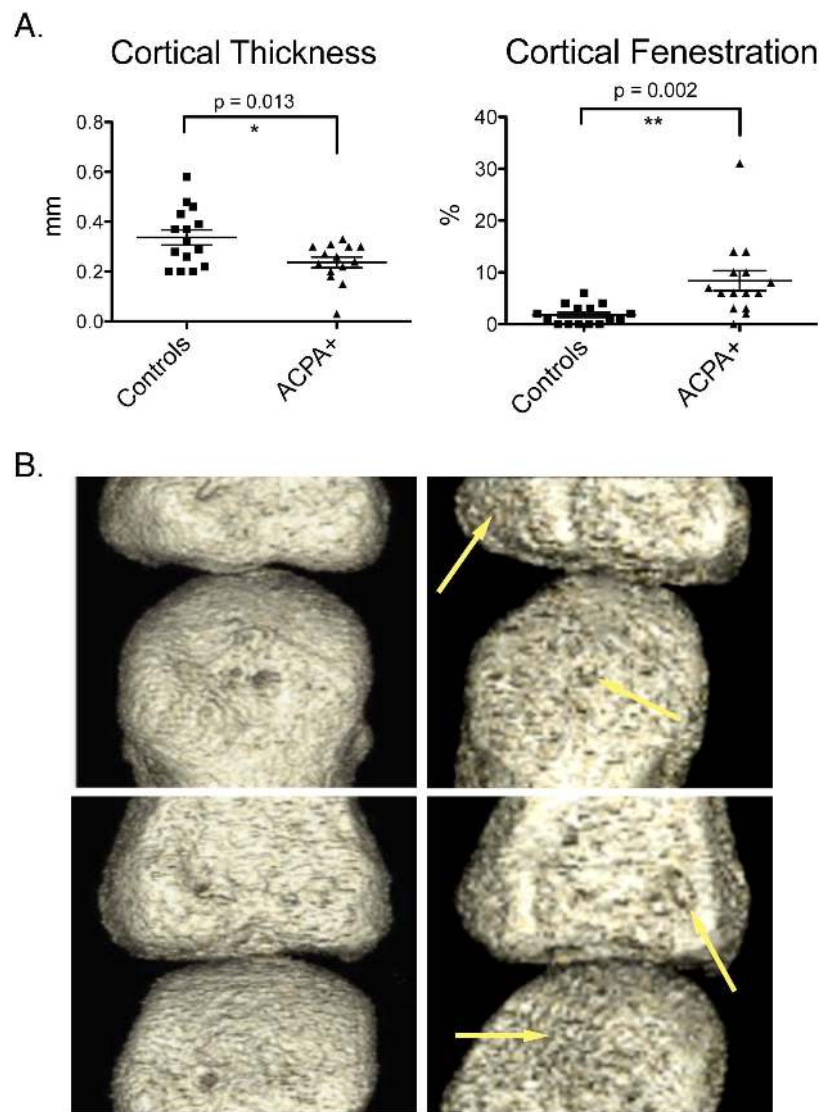 A.
Cortical Thickness
p = 0.013
*
0.8
0.6
0.4
0.2
0.0
mm
Controls
ACPA+
Cortical Fenestration
p = 0.002
**
40
30
20
10
0
%
Controls
ACPA+
B.